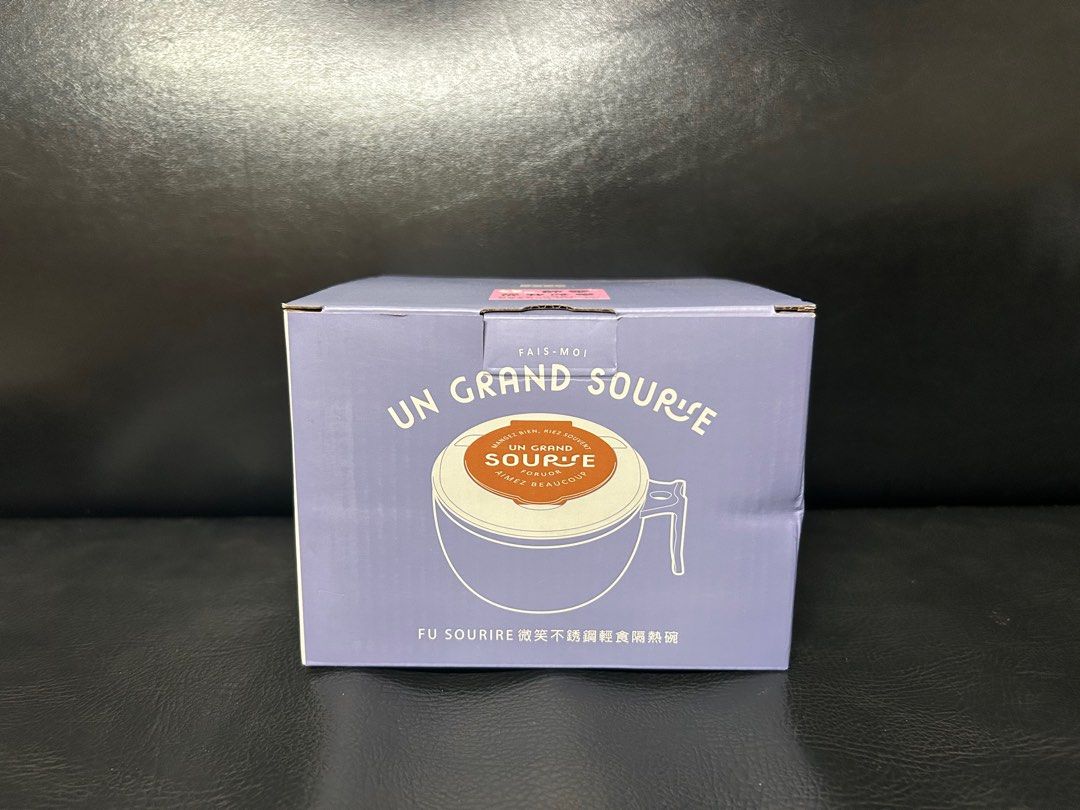 FAIS-MOI
UN GRAND SOURIRE
MANGEZ BIEN, RIEZ SOUVENT
UN GRAND
SOURIRE
FORUOR
AIMEZ BEAUCOUP
FU SOURIRE 微笑不銹鋼輕食隔熱碗